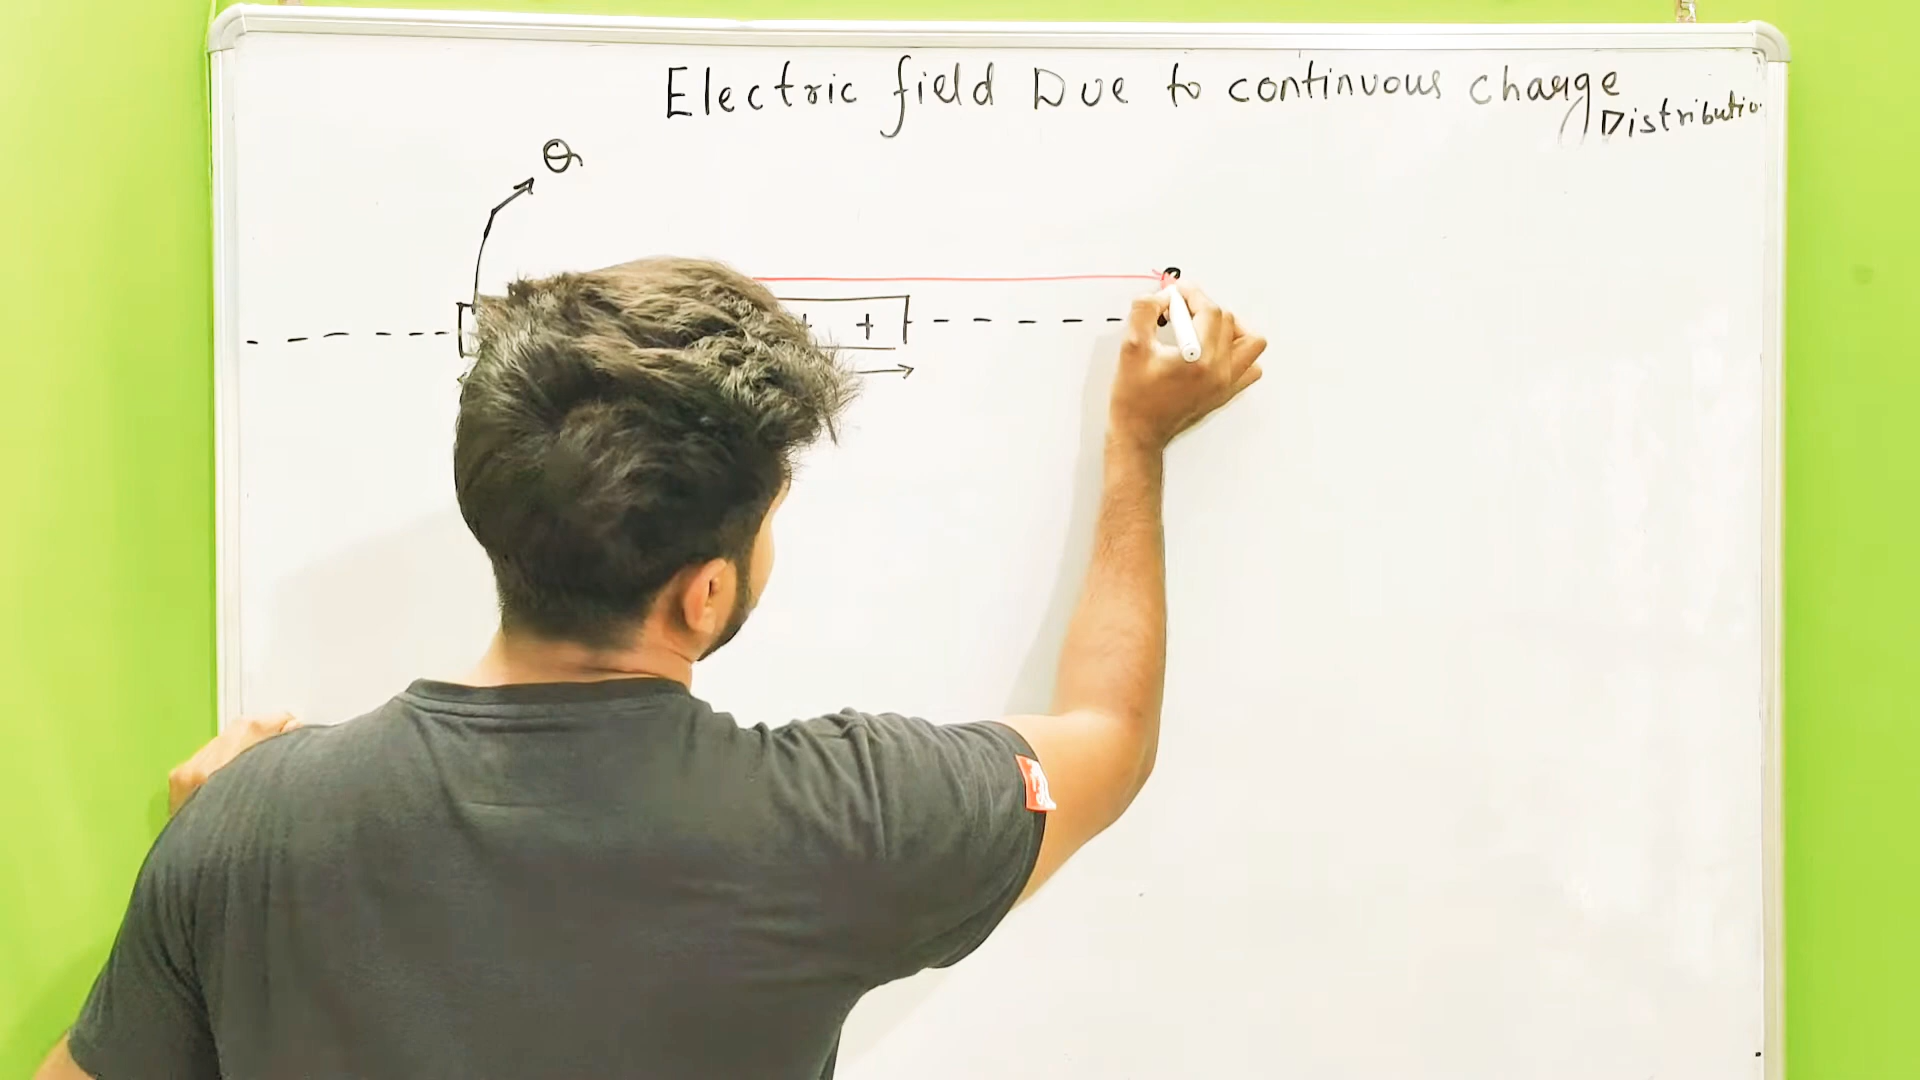 Electric field Due to continuous charge
Distributio
Q
+ +